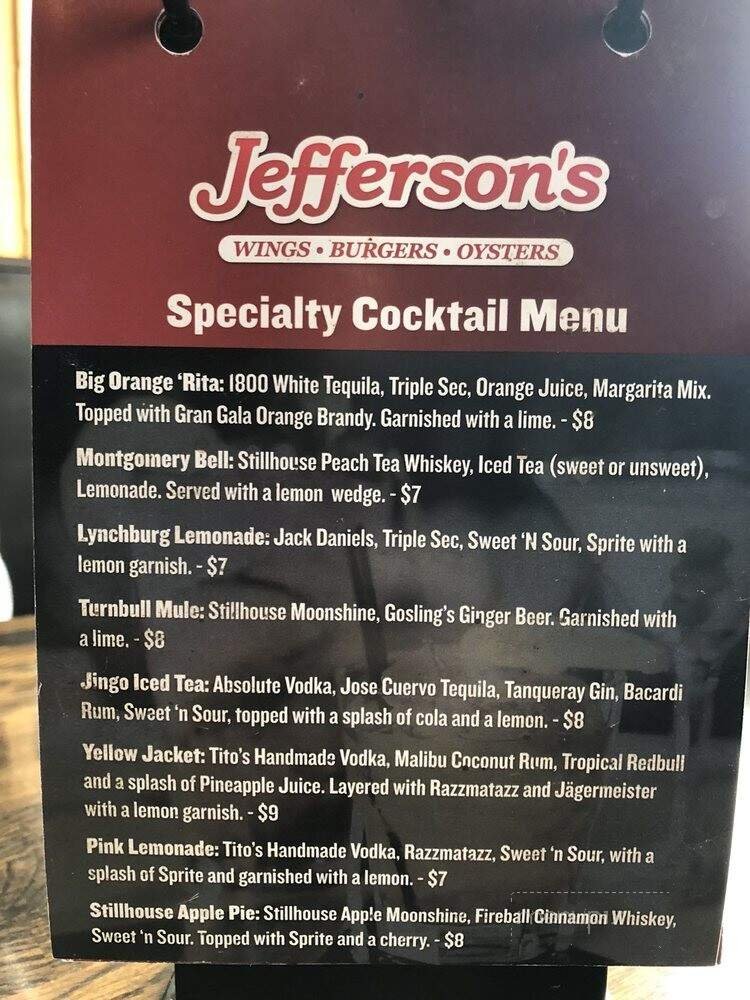 Jefferson's
WINGS • BURGERS • OYSTERS
Specialty Cocktail Menu
Big Orange 'Rita: 1800 White Tequila, Triple Sec, Orange Juice, Margarita Mix.
Topped with Gran Gala Orange Brandy. Garnished with a lime. - $8
Montgomery Bell: Stillhouse Peach Tea Whiskey, Iced Tea (sweet or unsweet),
Lemonade. Served with a lemon wedge. - $7
Lynchburg Lemonade: Jack Daniels, Triple Sec, Sweet 'N Sour, Sprite with a
lemon garnish. - $7
Turnbull Mule: Stillhouse Moonshine, Gosling's Ginger Beer. Garnished with
a lime. - $8
Jingo Iced Tea: Absolute Vodka, Jose Cuervo Tequila, Tanqueray Gin, Bacardi
Rum, Sweet 'n Sour, topped with a splash of cola and a lemon. - $8
Yellow Jacket: Tito's Handmade Vodka, Malibu Coconut Rum, Tropical Redbull
and a splash of Pineapple Juice. Layered with Razzmatazz and Jägermeister
with a lemon garnish. - $9
Pink Lemonade: Tito's Handmade Vodka, Razzmatazz, Sweet 'n Sour, with a
splash of Sprite and garnished with a lemon. - $7
Stillhouse Apple Pie: Stillhouse Apple Moonshine, Fireball Cinnamon Whiskey,
Sweet 'n Sour. Topped with Sprite and a cherry. - $8